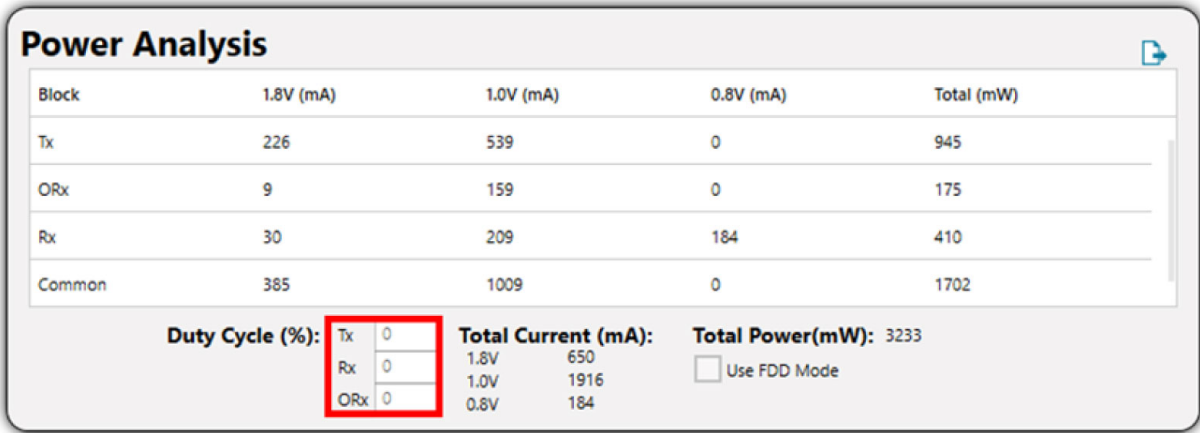 Power Analysis
Block 1.8V (mA) 1.0V (mA) 0.8V (mA) Total (mW)
Tx 226 539 0 945
ORx 9 159 0 175
Rx 30 209 184 410
Common 385 1009 0 1702
Duty Cycle (%): Tx 0 Total Current (mA): Total Power(mW): 3233
1.8V 650
Rx 0 Use FDD Mode
1.0V 1916
ORx 0 0.8V 184